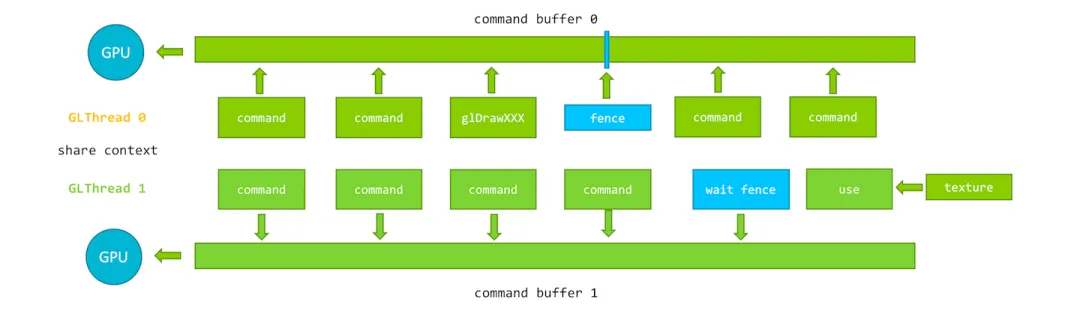 command buffer 0
GPU
GLThread 0
command
command
glDrawXXX
fence
command
command
share context
GLThread 1
command
command
command
command
wait fence
use
texture
GPU
command buffer 1